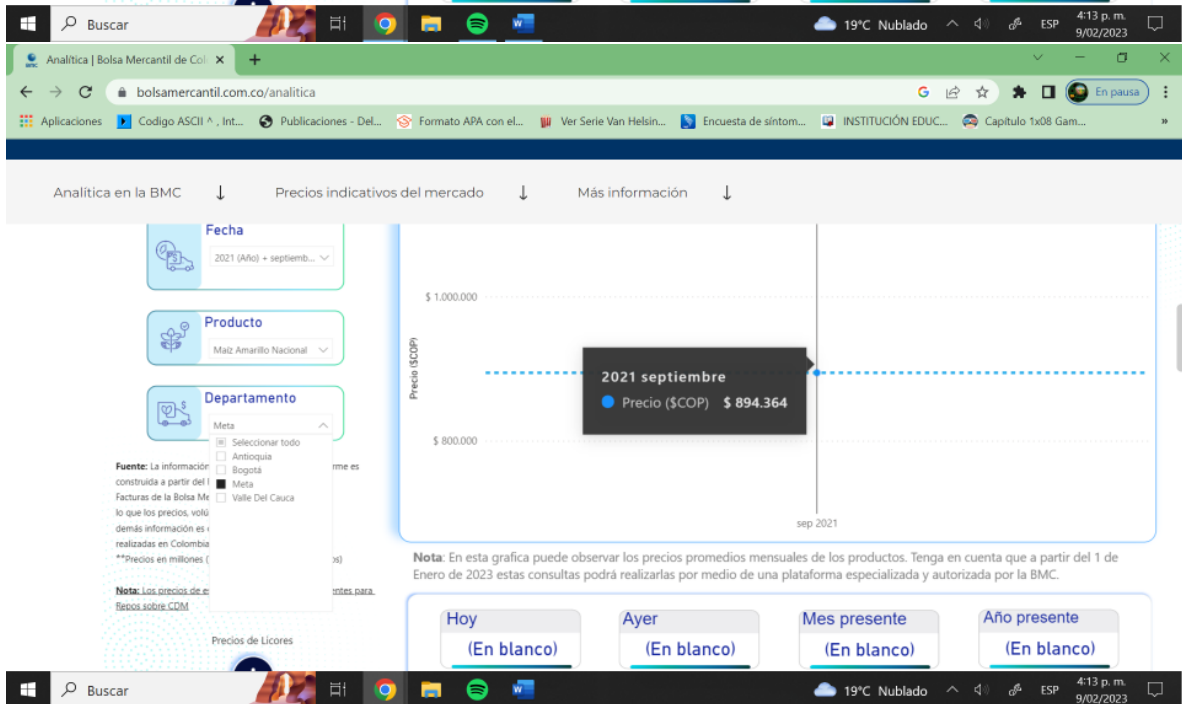 Buscar
19°C Nublado
ESP
4:13 p. m.
9/02/2023
Analítica | Bolsa Mercantil de Col
bolsamercantil.com.co/analitica
En pausa
Aplicaciones
Codigo ASCII ^ , Int...
Publicaciones - Del...
Formato APA con el...
Ver Serie Van Helsin...
Encuesta de síntom...
INSTITUCIÓN EDUC...
Capítulo 1x08 Gam...
»
Analítica en la BMC ↓ Precios indicativos del mercado ↓ Más información ↓
Fecha
2021 (Año) + septiemb...
Producto
Maíz Amarillo Nacional
Departamento
Meta
Seleccionar todo
Antioquia
Bogotá
Meta
Valle Del Cauca
Fuente: La información rme es
construida a partir del
Facturas de la Bolsa Me
lo que los precios, volú
demás información es
realizadas en Colombia
**Precios en millones ( os)
Nota: Los precios de e entes para
Repos sobre CDM
Precios de Licores
Precio ($COP)
$ 1.000.000
$ 800.000
2021 septiembre
Precio ($COP) $ 894.364
sep 2021
Nota: En esta grafica puede observar los precios promedios mensuales de los productos. Tenga en cuenta que a partir del 1 de
Enero de 2023 estas consultas podrá realizarlas por medio de una plataforma especializada y autorizada por la BMC.
Hoy
(En blanco)
Ayer
(En blanco)
Mes presente
(En blanco)
Año presente
(En blanco)
Buscar
19°C Nublado
ESP
4:13 p. m.
9/02/2023